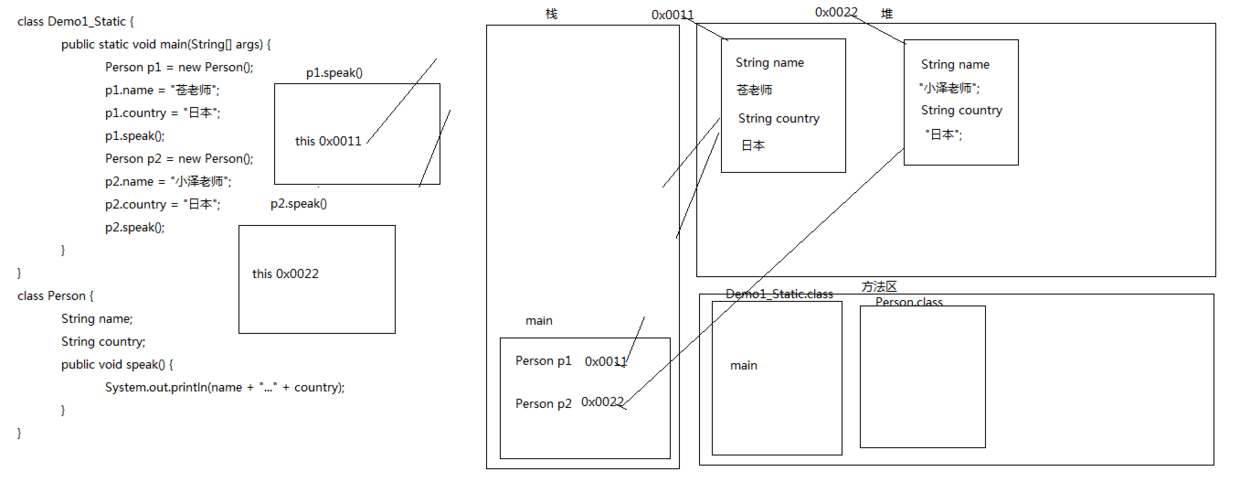 class Demo1_Static {
public static void main(String[] args) {
Person p1 = new Person();
p1.name = "苍老师";
p1.country = "日本";
p1.speak();
Person p2 = new Person();
p2.name = "小泽老师";
p2.country = "日本";
p2.speak();
}
}
class Person {
String name;
String country;
public void speak() {
System.out.println(name + "..." + country);
}
}
p1.speak()
this 0x0011
p2.speak()
this 0x0022
栈
main
Person p1 0x0011
Person p2 0x0022
0x0011
0x0022
堆
String name
苍老师
String country
日本
String name
"小泽老师";
String country
"日本";
方法区
Demo1_Static.class
main
Person.class